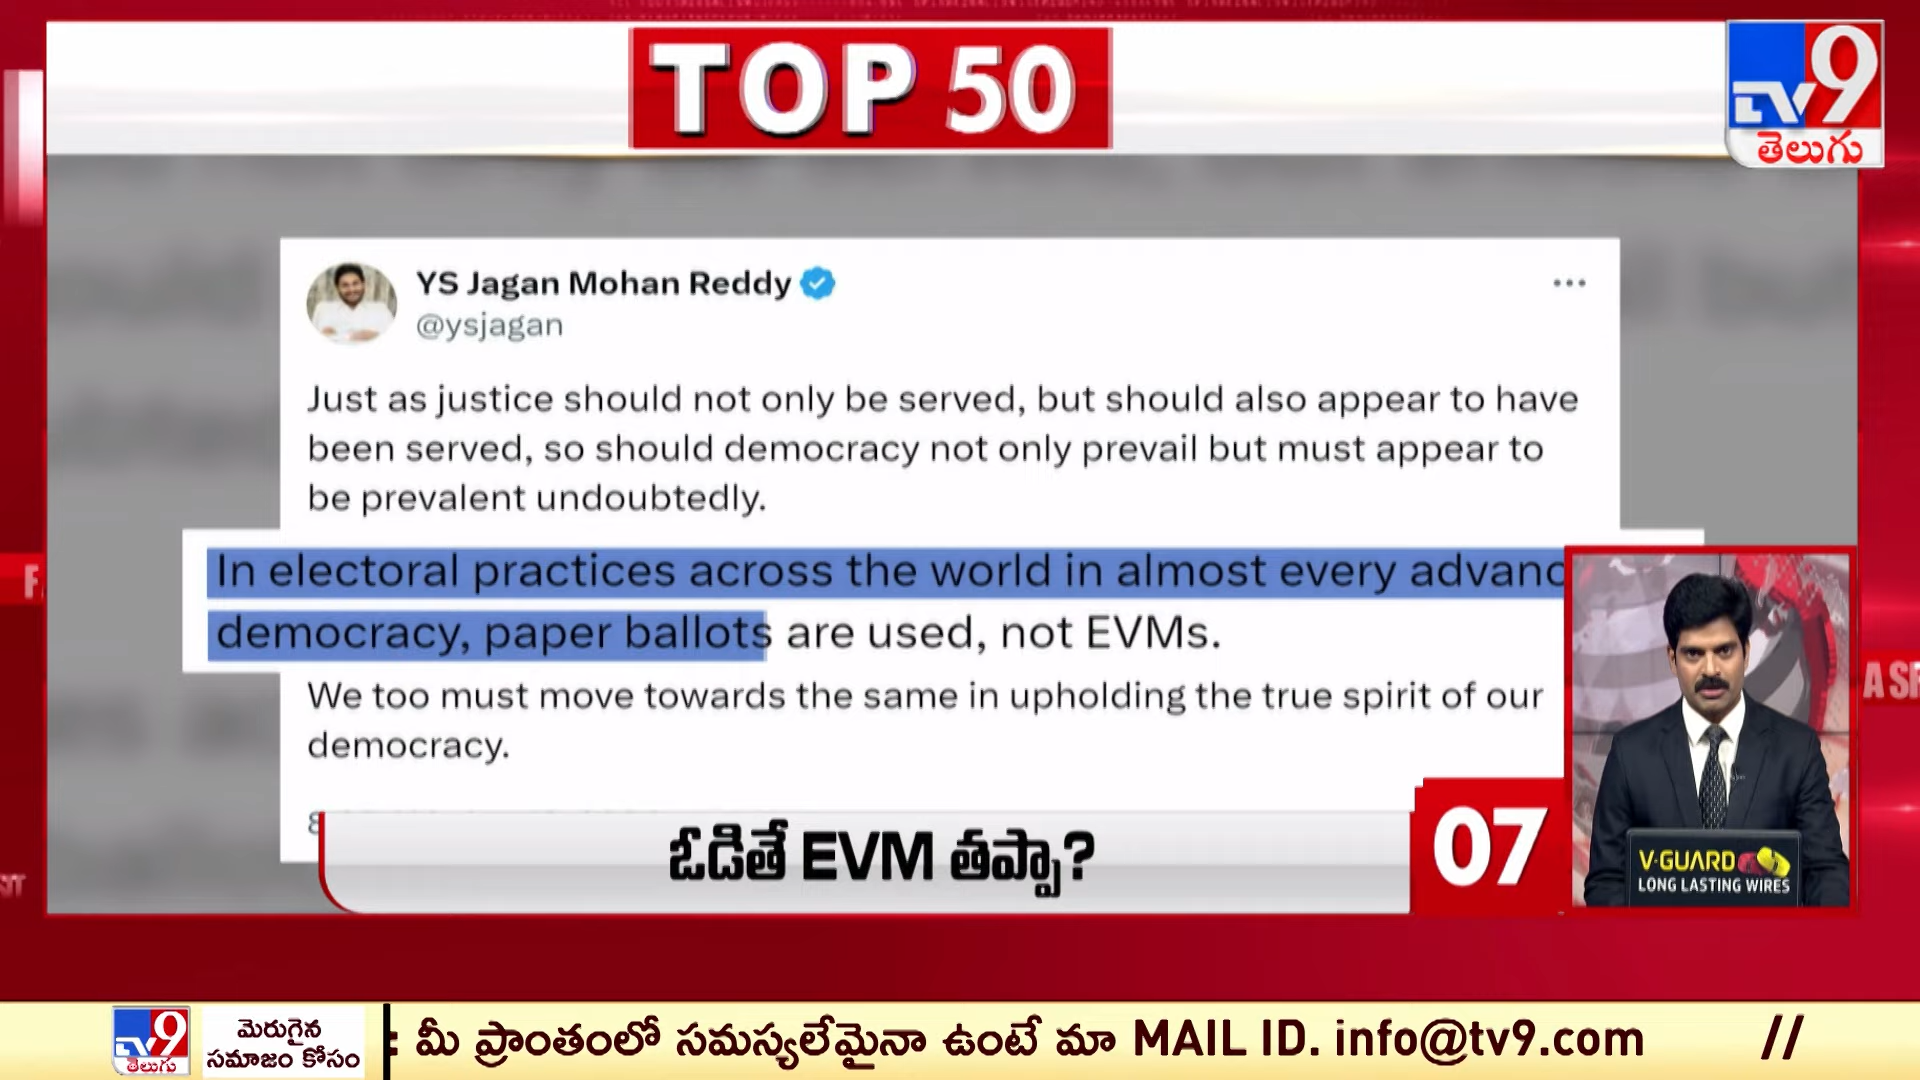 TOP 50
TV9
తెలుగు
YS Jagan Mohan Reddy
@ysjagan
Just as justice should not only be served, but should also appear to have
been served, so should democracy not only prevail but must appear to
be prevalent undoubtedly.
In electoral practices across the world in almost every advanc
democracy, paper ballots are used, not EVMs.
We too must move towards the same in upholding the true spirit of our
democracy.
ఓడితే EVM తప్పా?
07
V-GUARD
LONG LASTING WIRES
TV9
తెలుగు
మెరుగైన
సమాజం కోసం
: మీ ప్రాంతంలో సమస్యలేమైనా ఉంటే మా MAIL ID. info@tv9.com //